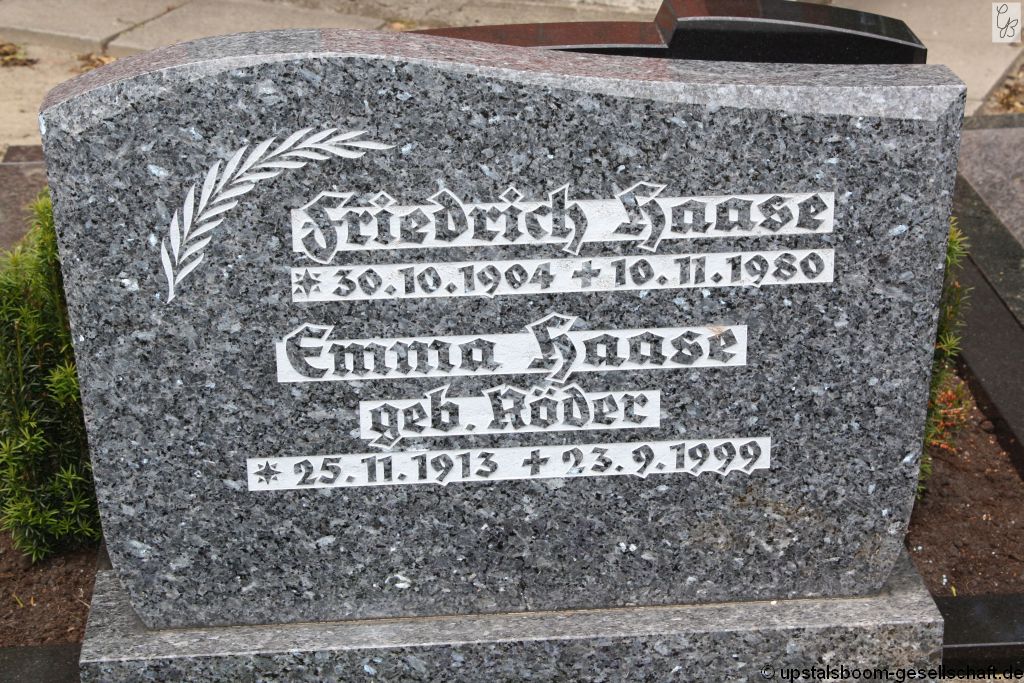 Friedrich Haase
* 30.10.1904 + 10.11.1980
Emma Haase
geb. Röder
* 25.11.1913 + 23.9.1999
© upstalsboom-gesellschaft.de